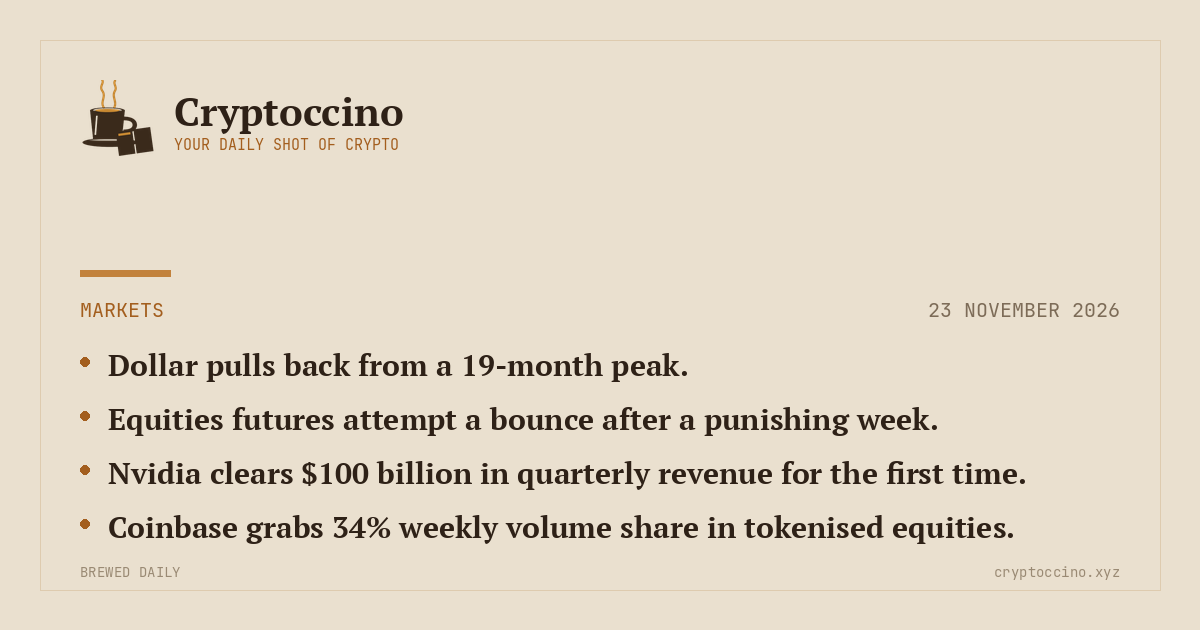 Cryptoccino
YOUR DAILY SHOT OF CRYPTO
MARKETS
23 NOVEMBER 2026
Dollar pulls back from a 19-month peak.
Equities futures attempt a bounce after a punishing week.
Nvidia clears $100 billion in quarterly revenue for the first time.
Coinbase grabs 34% weekly volume share in tokenised equities.
BREWED DAILY
cryptoccino.xyz